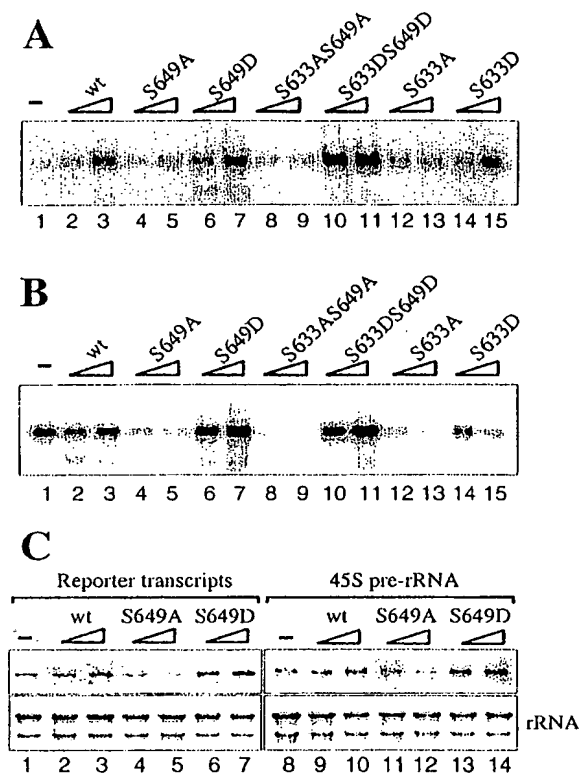 A
– wt S649A S649D S633AS649A S633DS649D S633A S633D
1 2 3 4 5 6 7 8 9 10 11 12 13 14 15
B
– wt S649A S649D S633AS649A S633DS649D S633A S633D
1 2 3 4 5 6 7 8 9 10 11 12 13 14 15
C
Reporter transcripts 45S pre-rRNA
– wt S649A S649D – wt S649A S649D
rRNA
1 2 3 4 5 6 7 8 9 10 11 12 13 14